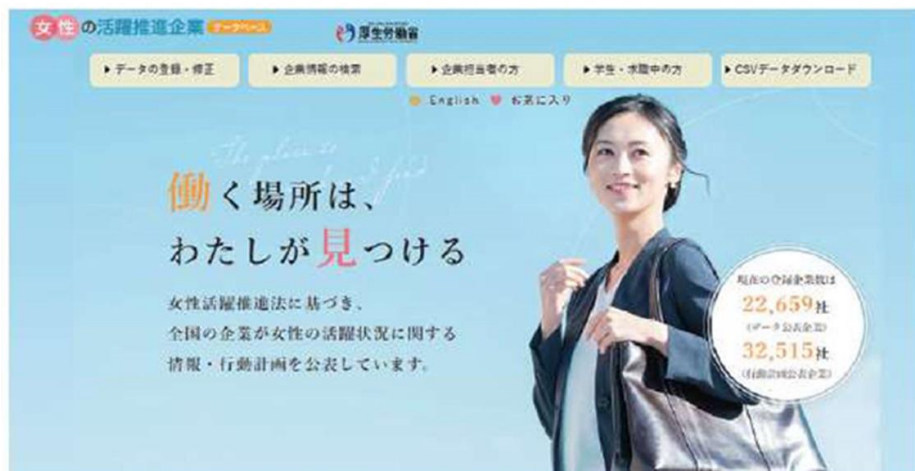 女性の活躍推進企業 データベース
厚生労働省
データの登録・修正
企業情報の検索
企業担当者の方
学生・求職中の方
CSVデータダウンロード
English お気に入り
The place is
働く場所は、
わたしが見つける
女性活躍推進法に基づき、
全国の企業が女性の活躍状況に関する
情報・行動計画を公表しています。
現在の登録企業数は
22,659社
(データ公表企業)
32,515社
(行動計画公表企業)